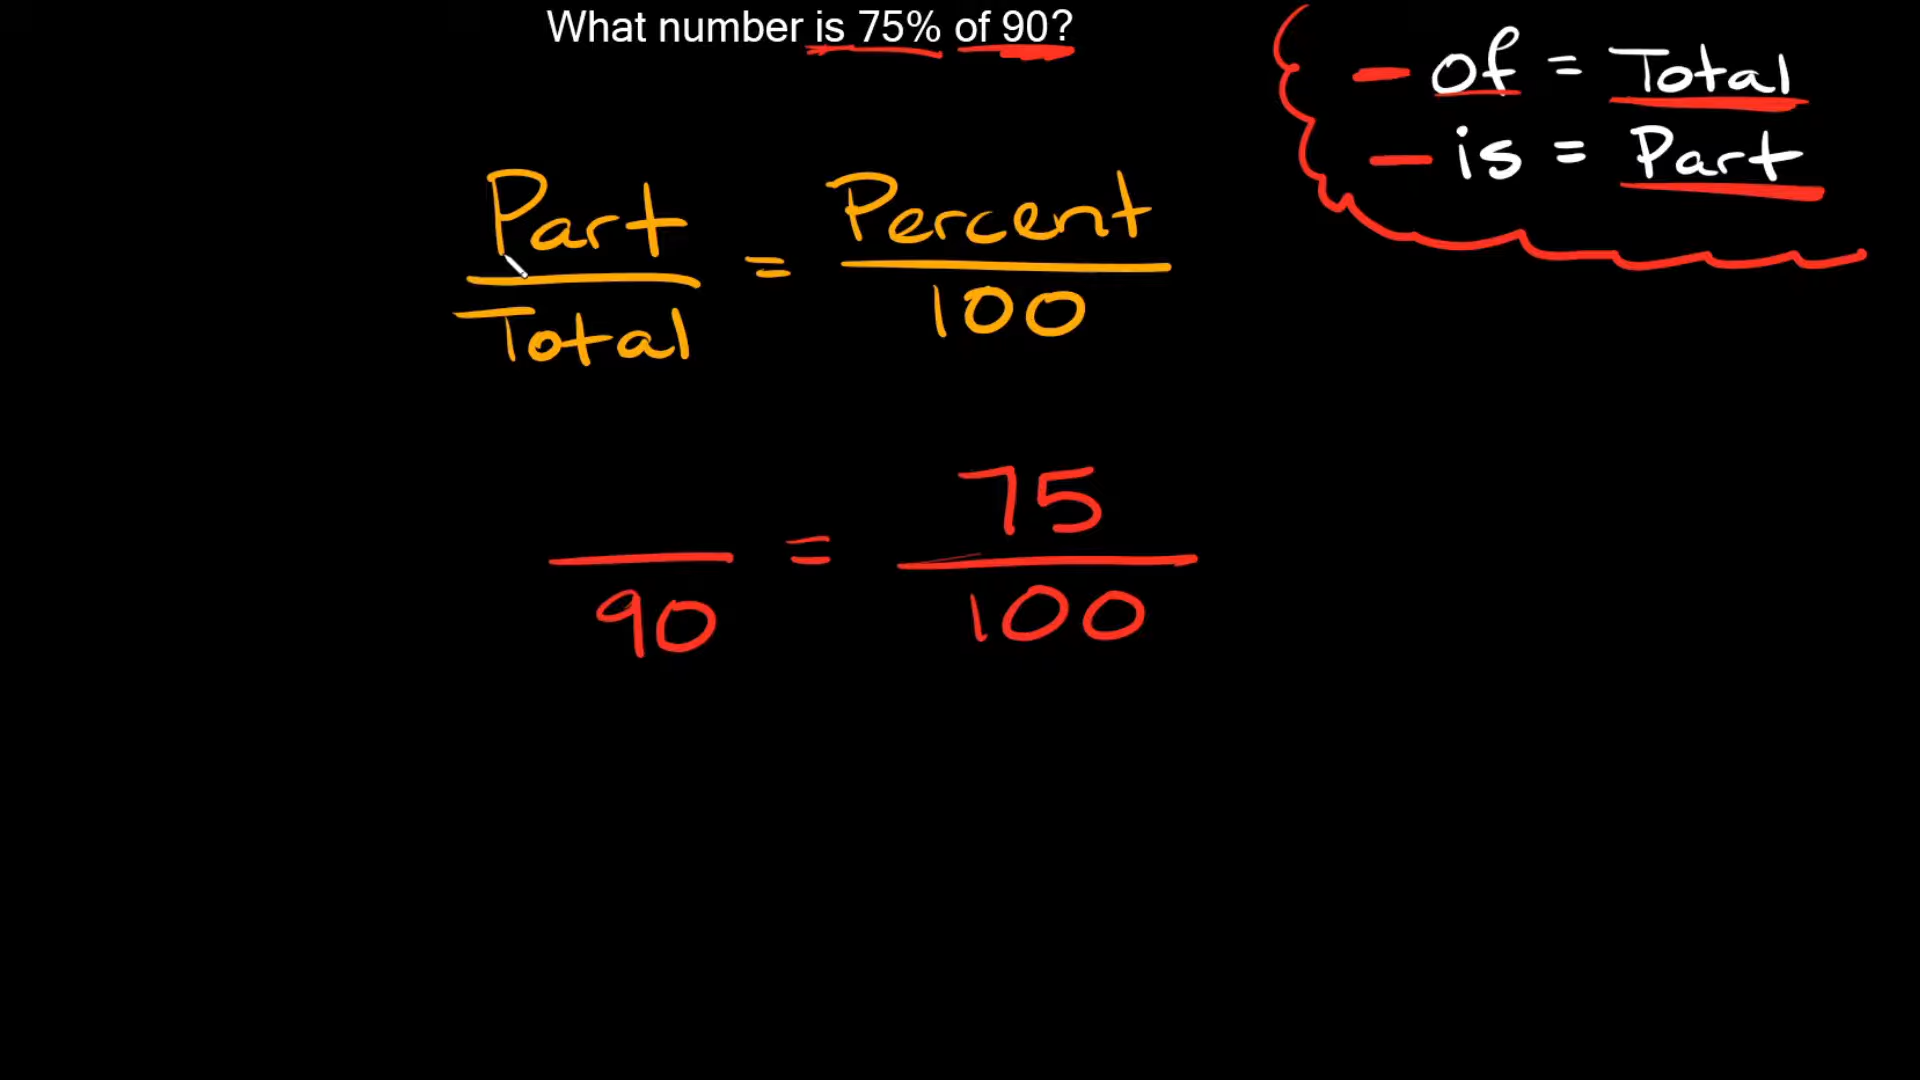 What number is 75% of 90?
- of = Total
- is = Part
Part / Total = Percent / 100
/ 90 = 75 / 100